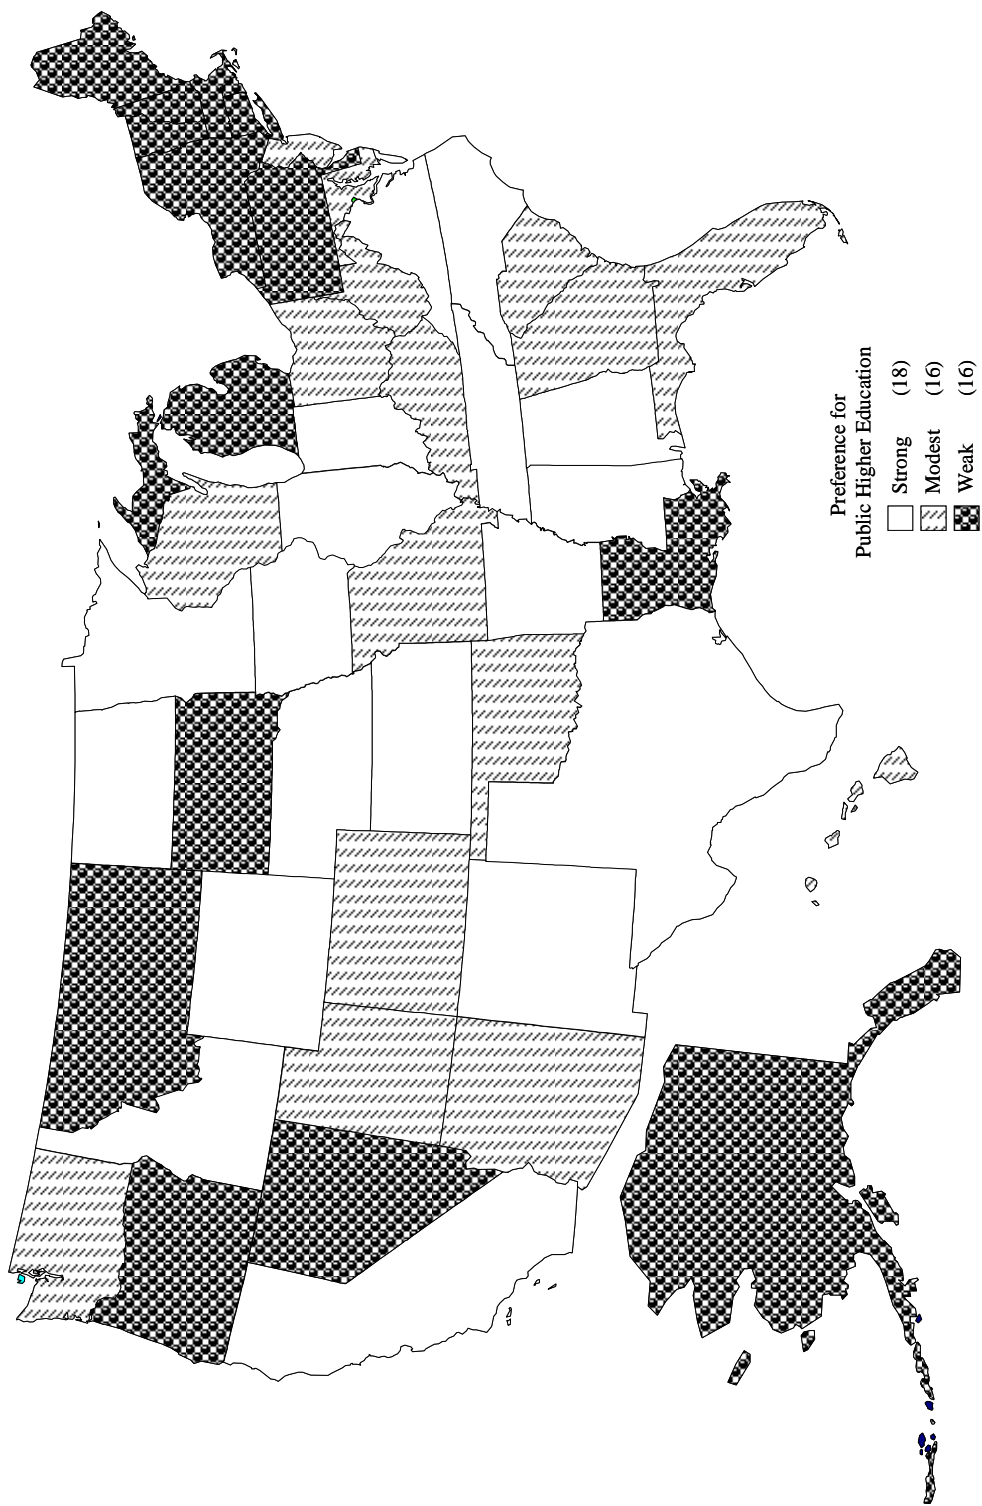 Preference for
Public Higher Education
Strong (18)
Modest (16)
Weak (16)